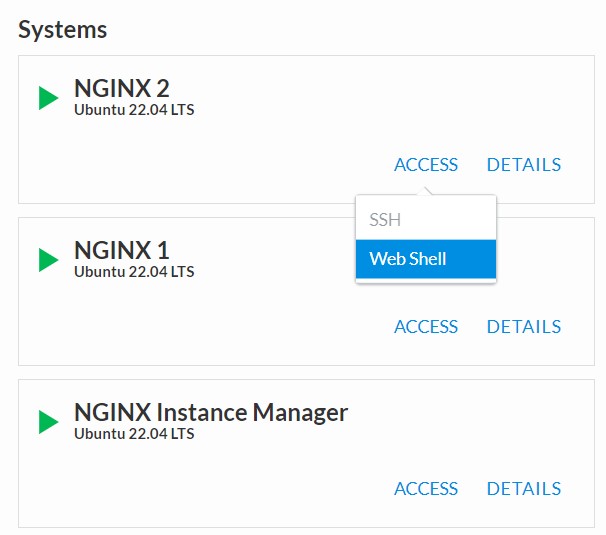 Systems
NGINX 2
Ubuntu 22.04 LTS
ACCESS DETAILS
SSH
Web Shell
NGINX 1
Ubuntu 22.04 LTS
ACCESS DETAILS
NGINX Instance Manager
Ubuntu 22.04 LTS
ACCESS DETAILS